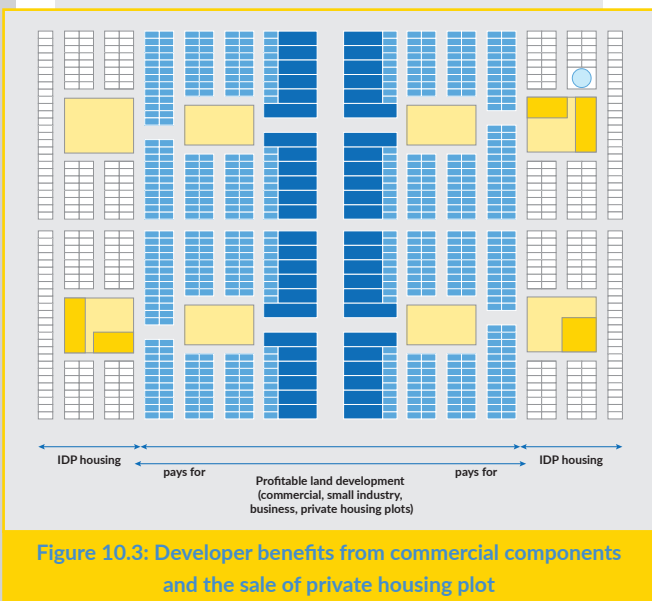 IDP housing
pays for
Profitable land development
(commercial, small industry,
business, private housing plots)
pays for
IDP housing
Figure 10.3: Developer benefits from commercial components
and the sale of private housing plot